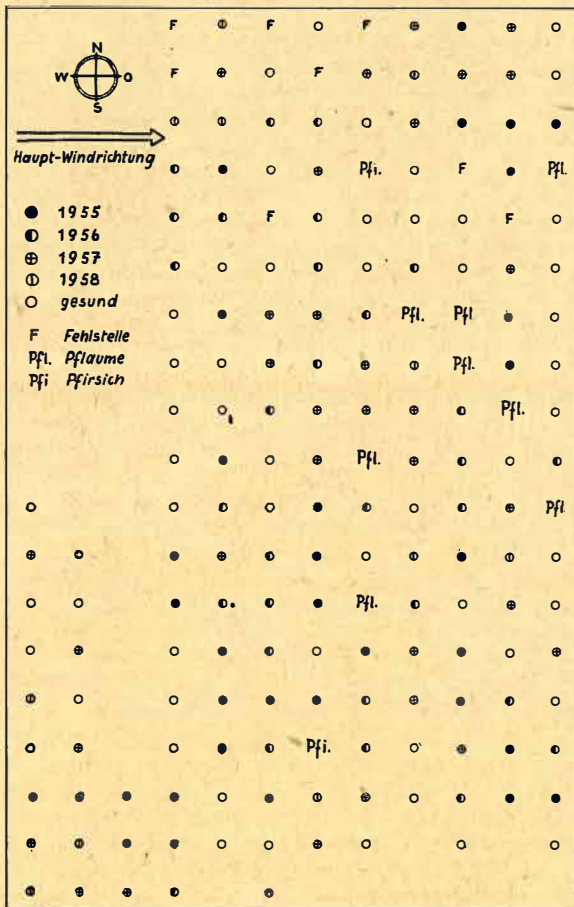 N
W O
S
Haupt-Windrichtung
1955
1956
1957
1958
gesund
F Fehlstelle
Pfl. Pflaume
Pfi Pfirsich
F F F
F F
Pfi. F Pfl.
F F
Pfl. Pfl
Pfl.
Pfl.
Pfl.
Pfl
Pfl.
Pfi.